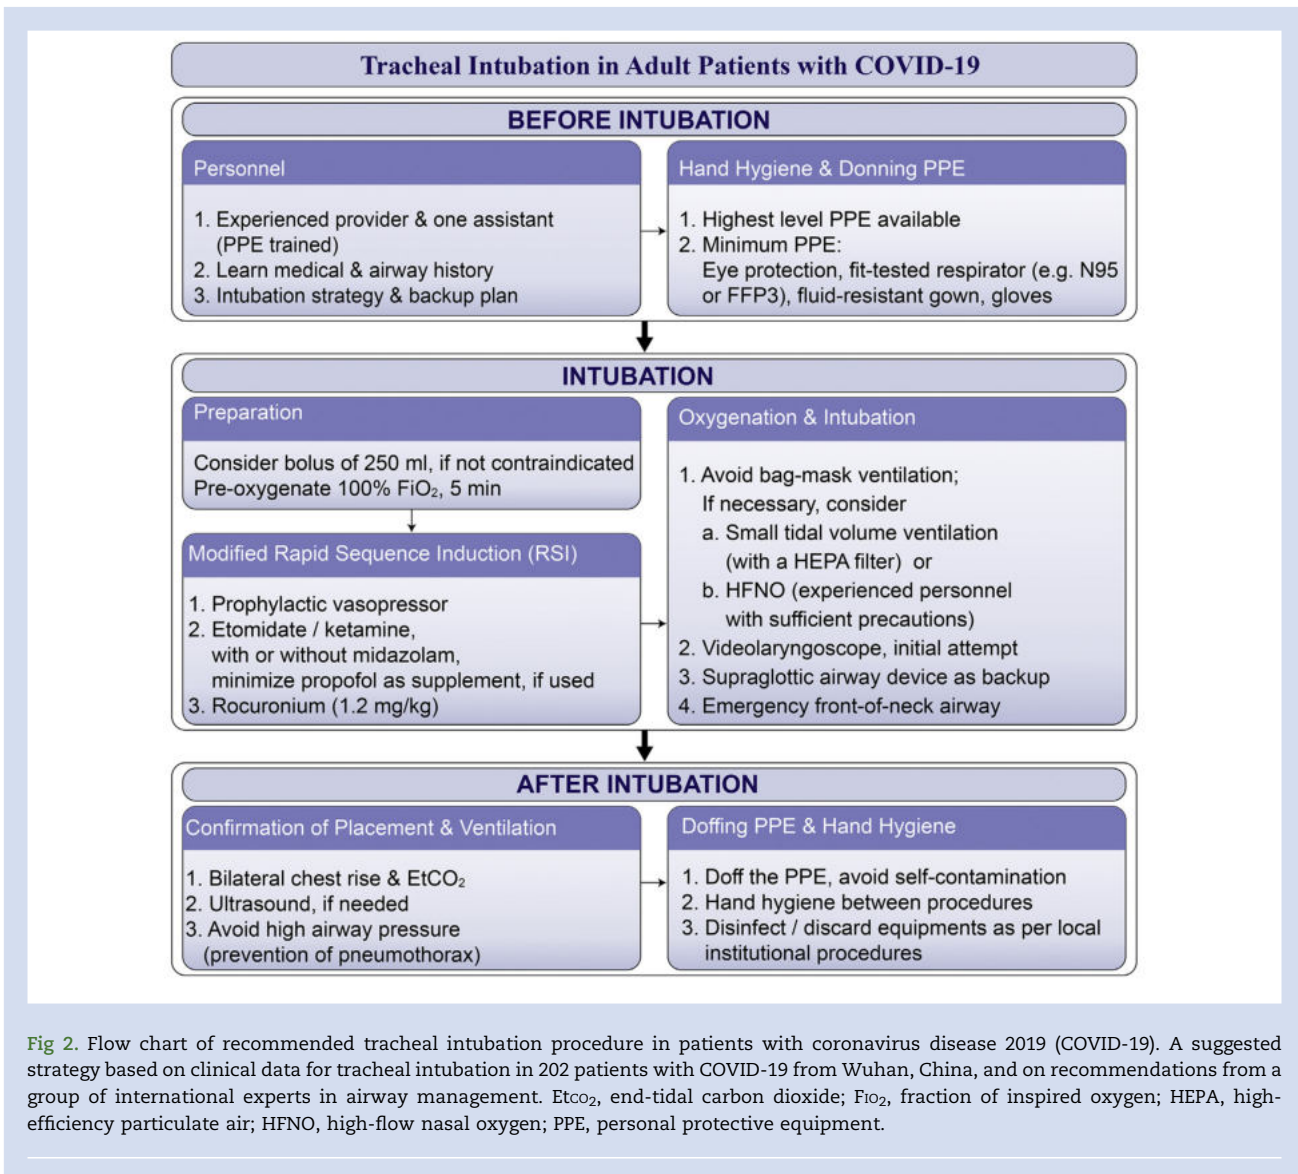 Tracheal Intubation in Adult Patients with COVID-19
BEFORE INTUBATION
Personnel
1. Experienced provider & one assistant
(PPE trained)
2. Learn medical & airway history
3. Intubation strategy & backup plan
Hand Hygiene & Donning PPE
1. Highest level PPE available
2. Minimum PPE:
Eye protection, fit-tested respirator (e.g. N95
or FFP3), fluid-resistant gown, gloves
INTUBATION
Preparation
Consider bolus of 250 ml, if not contraindicated
Pre-oxygenate 100% FiO₂, 5 min
Modified Rapid Sequence Induction (RSI)
1. Prophylactic vasopressor
2. Etomidate / ketamine,
with or without midazolam,
minimize propofol as supplement, if used
3. Rocuronium (1.2 mg/kg)
Oxygenation & Intubation
1. Avoid bag-mask ventilation;
If necessary, consider
a. Small tidal volume ventilation
(with a HEPA filter) or
b. HFNO (experienced personnel
with sufficient precautions)
2. Videolaryngoscope, initial attempt
3. Supraglottic airway device as backup
4. Emergency front-of-neck airway
AFTER INTUBATION
Confirmation of Placement & Ventilation
1. Bilateral chest rise & EtCO₂
2. Ultrasound, if needed
3. Avoid high airway pressure
(prevention of pneumothorax)
Doffing PPE & Hand Hygiene
1. Doff the PPE, avoid self-contamination
2. Hand hygiene between procedures
3. Disinfect / discard equipments as per local
institutional procedures
Fig 2. Flow chart of recommended tracheal intubation procedure in patients with coronavirus disease 2019 (COVID-19). A suggested
strategy based on clinical data for tracheal intubation in 202 patients with COVID-19 from Wuhan, China, and on recommendations from a
group of international experts in airway management. Etco₂, end-tidal carbon dioxide; Fio₂, fraction of inspired oxygen; HEPA, high-
efficiency particulate air; HFNO, high-flow nasal oxygen; PPE, personal protective equipment.